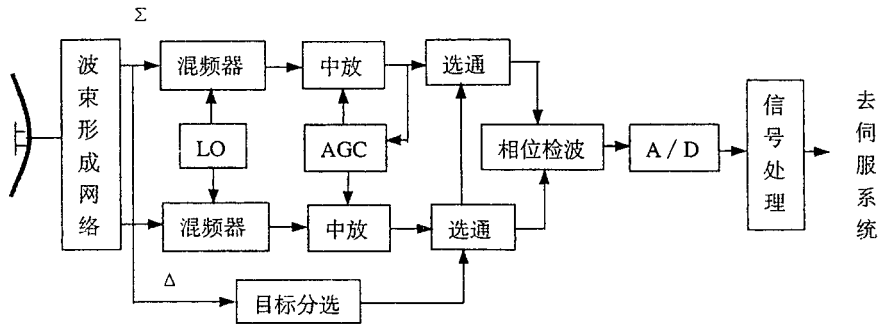 Σ
波束形成网络
混频器
中放
选通
LO
AGC
相位检波
A/D
信号处理
去伺服系统
混频器
中放
选通
Δ
目标分选